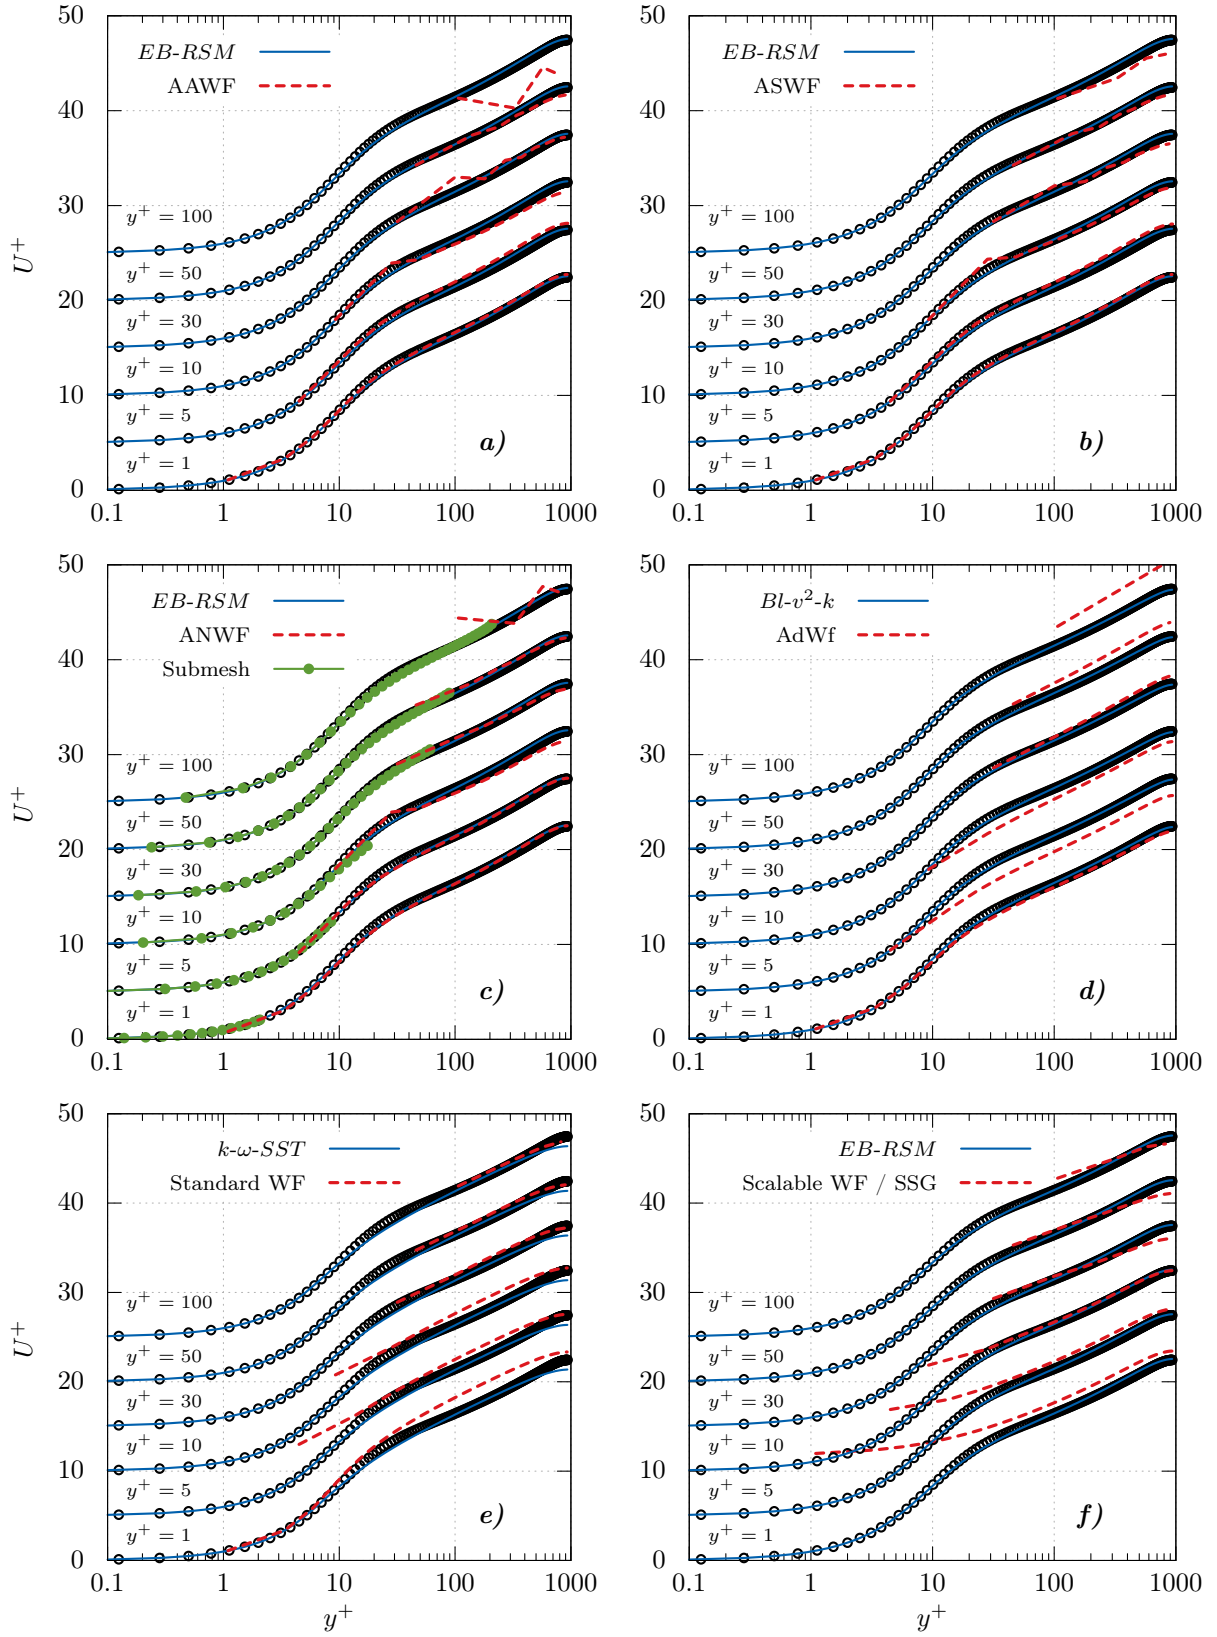 50
40
30
20
10
0
U⁺
EB-RSM
AAWF
y⁺ = 100
y⁺ = 50
y⁺ = 30
y⁺ = 10
y⁺ = 5
y⁺ = 1
a)
0.1 1 10 100 1000
50
40
30
20
10
0
EB-RSM
ASWF
y⁺ = 100
y⁺ = 50
y⁺ = 30
y⁺ = 10
y⁺ = 5
y⁺ = 1
b)
0.1 1 10 100 1000
50
40
30
20
10
0
U⁺
EB-RSM
ANWF
Submesh
y⁺ = 100
y⁺ = 50
y⁺ = 30
y⁺ = 10
y⁺ = 5
y⁺ = 1
c)
0.1 1 10 100 1000
50
40
30
20
10
0
Bl-v²-k
AdWf
y⁺ = 100
y⁺ = 50
y⁺ = 30
y⁺ = 10
y⁺ = 5
y⁺ = 1
d)
0.1 1 10 100 1000
50
40
30
20
10
0
U⁺
k-ω-SST
Standard WF
y⁺ = 100
y⁺ = 50
y⁺ = 30
y⁺ = 10
y⁺ = 5
y⁺ = 1
e)
0.1 1 10 100 1000
y⁺
50
40
30
20
10
0
EB-RSM
Scalable WF / SSG
y⁺ = 100
y⁺ = 50
y⁺ = 30
y⁺ = 10
y⁺ = 5
y⁺ = 1
f)
0.1 1 10 100 1000
y⁺